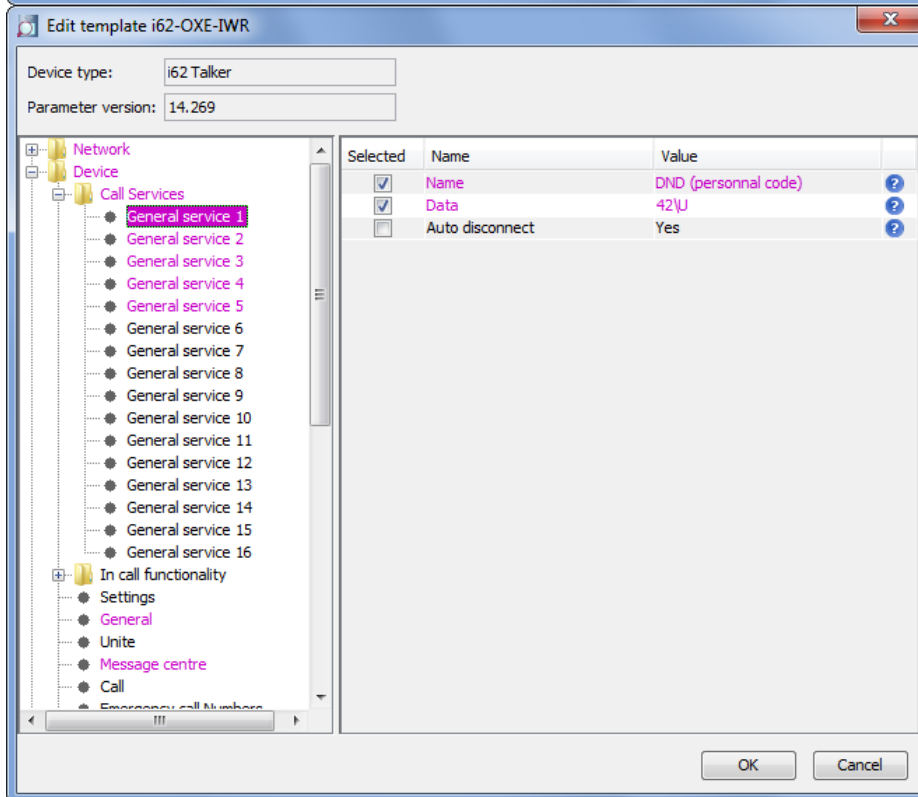 Edit template i62-OXE-IWR
Device type: i62 Talker
Parameter version: 14.269
Network
Device
Call Services
General service 1
General service 2
General service 3
General service 4
General service 5
General service 6
General service 7
General service 8
General service 9
General service 10
General service 11
General service 12
General service 13
General service 14
General service 15
General service 16
In call functionality
Settings
General
Unite
Message centre
Call
Emergency call Numbers
Selected Name Value
Name DND (personnal code)
Data 42\U
Auto disconnect Yes
OK Cancel